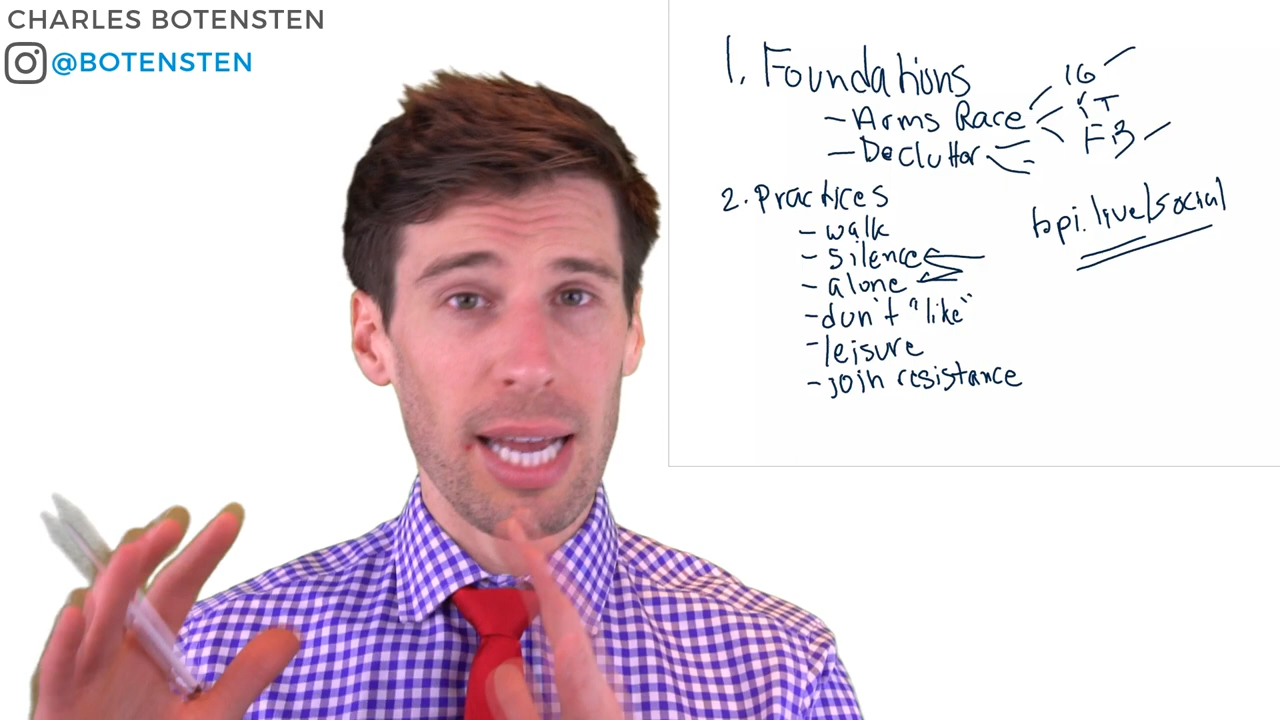 CHARLES BOTENSTEN
@BOTENSTEN
1. Foundations
- Arms Race
IG
YT
FB
- Declutter
2. Practices
- walk
- silence
- alone
- don't "like"
- leisure
- join resistance
bpi.live/social